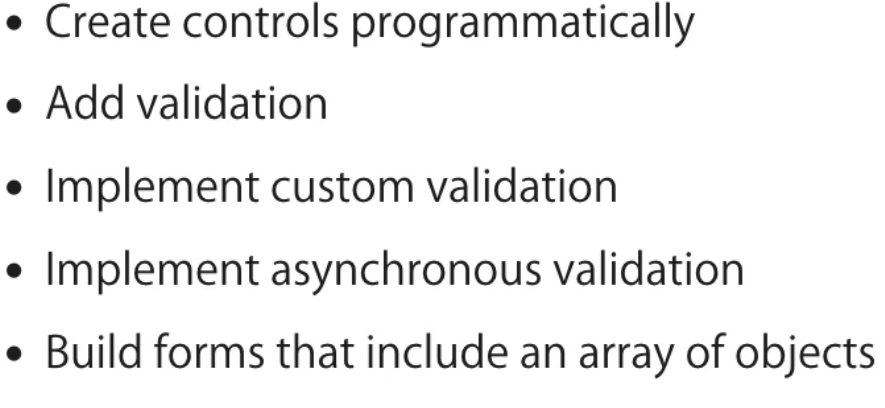 • Create controls programmatically
• Add validation
• Implement custom validation
• Implement asynchronous validation
• Build forms that include an array of objects